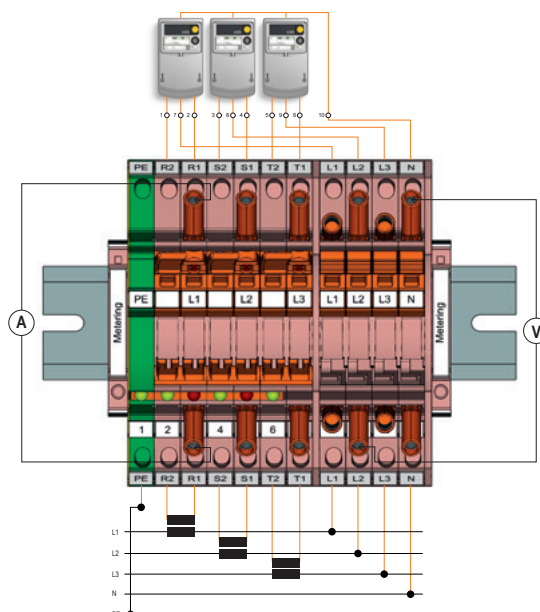 1 7 2 3 8 4 5 9 6 10
PE R2 R1 S2 S1 T2 T1 L1 L2 L3 N
A
V
Metering
PE L1 L2 L3 L1 L2 L3 N
Metering
1 2 4 6
PE R2 R1 S2 S1 T2 T1 L1 L2 L3 N
L1
L2
L3
N